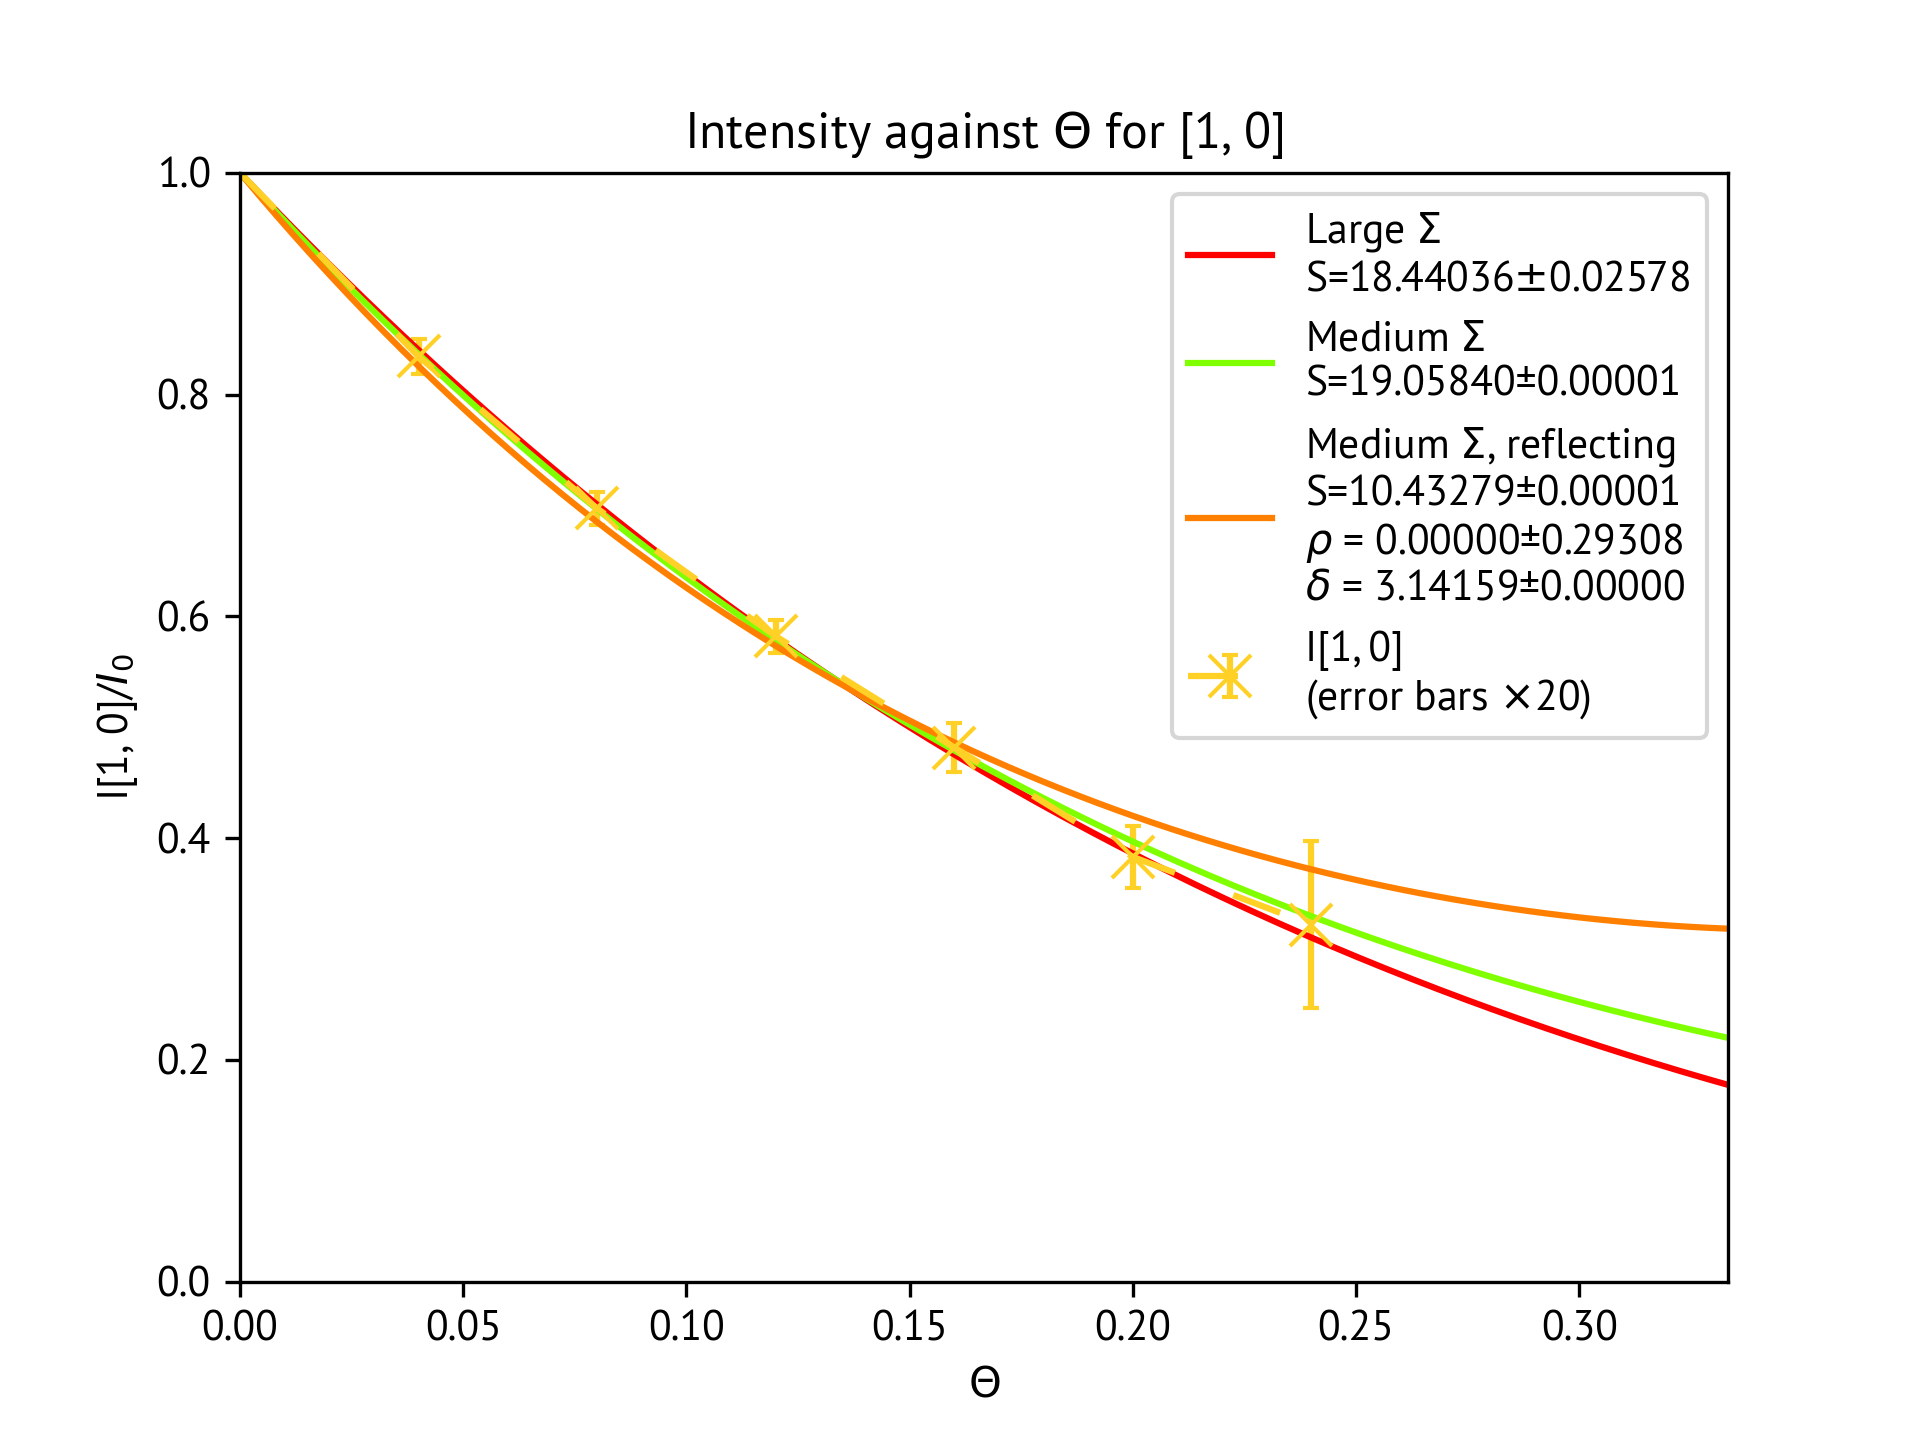 Intensity against Θ for [1, 0]
1.0
0.8
0.6
0.4
0.2
0.0
I[1, 0]/I₀
0.00
0.05
0.10
0.15
0.20
0.25
0.30
Θ
Large Σ
S=18.44036±0.02578
Medium Σ
S=19.05840±0.00001
Medium Σ, reflecting
S=10.43279±0.00001
ρ = 0.00000±0.29308
δ = 3.14159±0.00000
I[1, 0]
(error bars ×20)